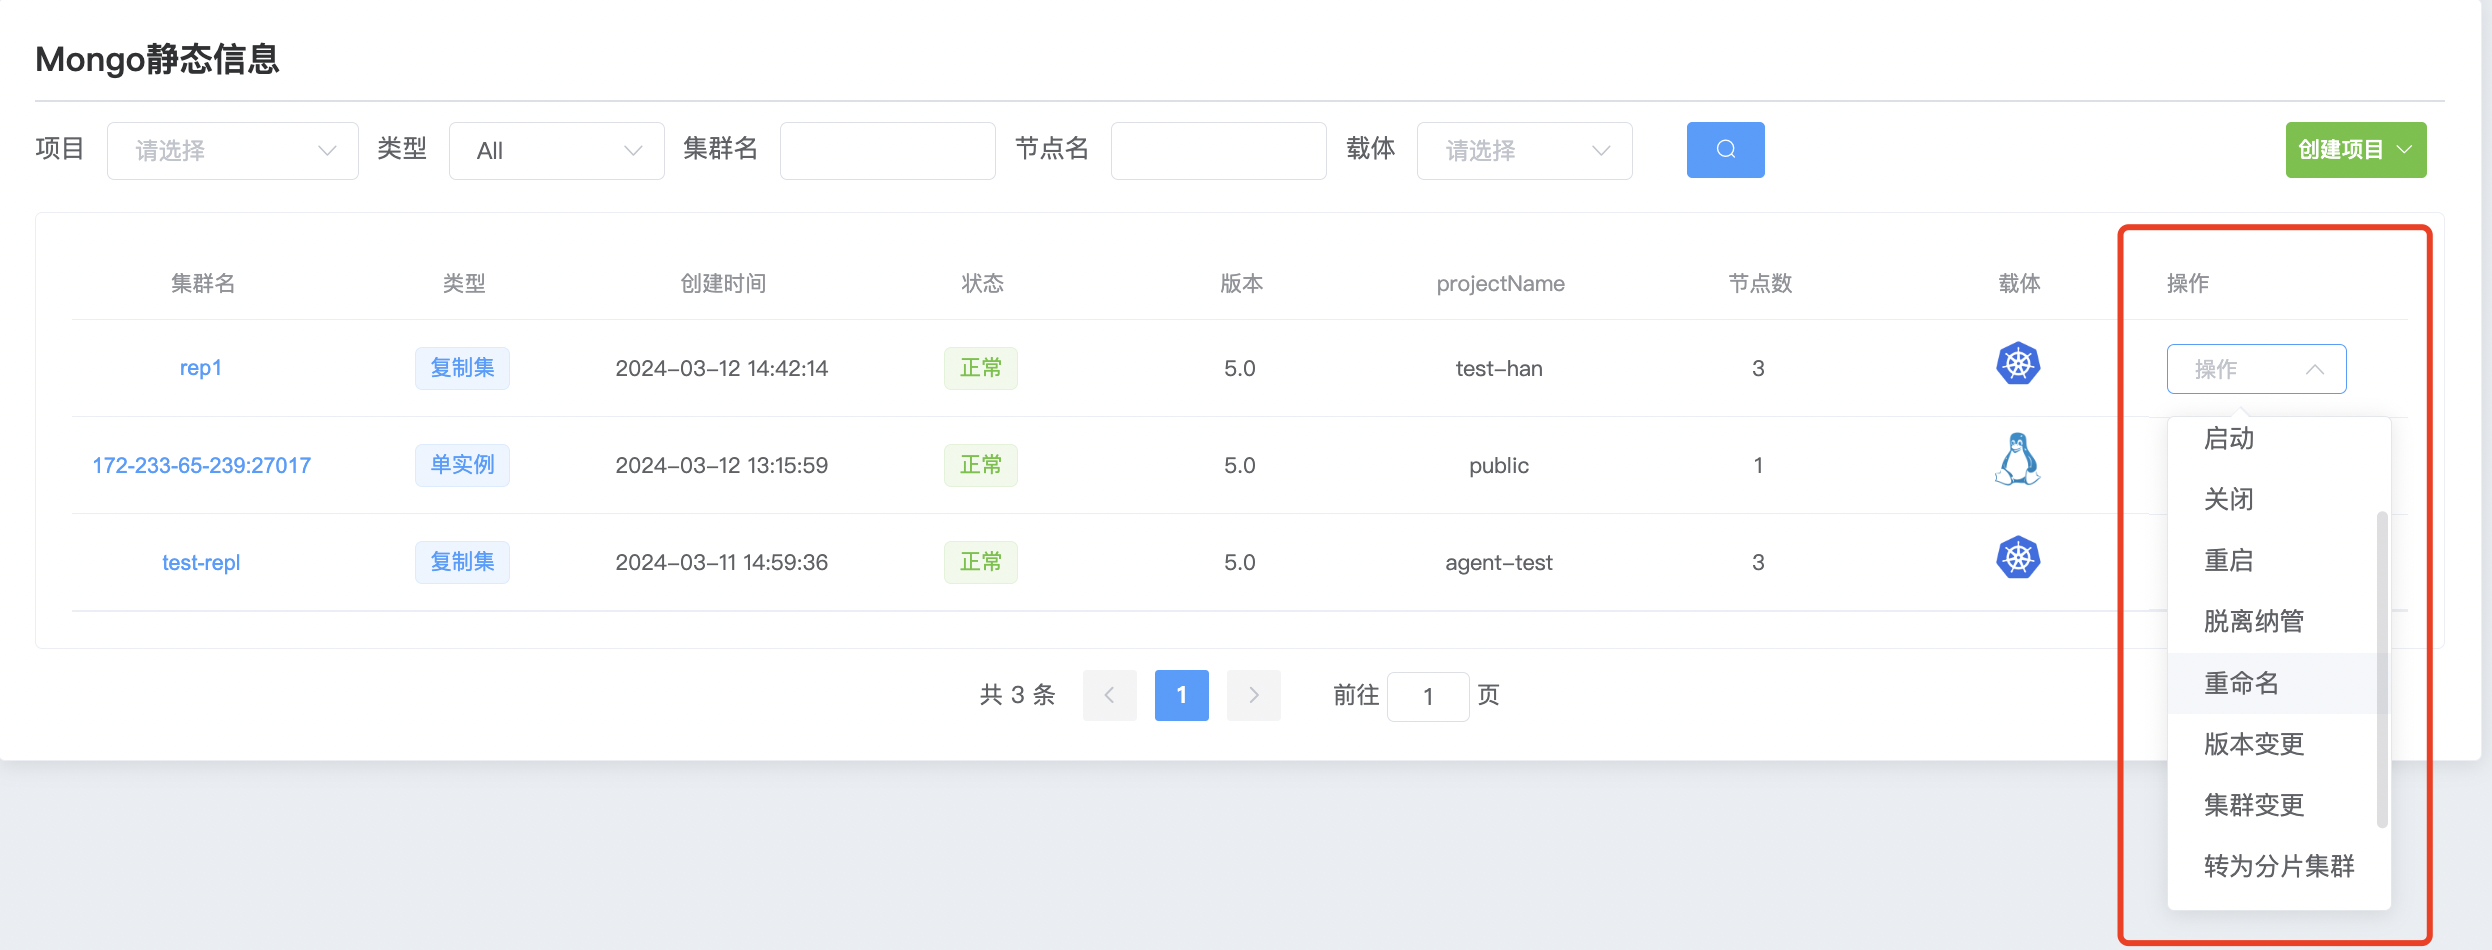 Mongo静态信息
项目 请选择 类型 All 集群名 节点名 载体 请选择 创建项目
集群名 类型 创建时间 状态 版本 projectName 节点数 载体 操作
rep1 复制集 2024-03-12 14:42:14 正常 5.0 test-han 3 操作
172-233-65-239:27017 单实例 2024-03-12 13:15:59 正常 5.0 public 1
test-repl 复制集 2024-03-11 14:59:36 正常 5.0 agent-test 3
启动
关闭
重启
脱离纳管
重命名
版本变更
集群变更
转为分片集群
共 3 条 1 前往 1 页